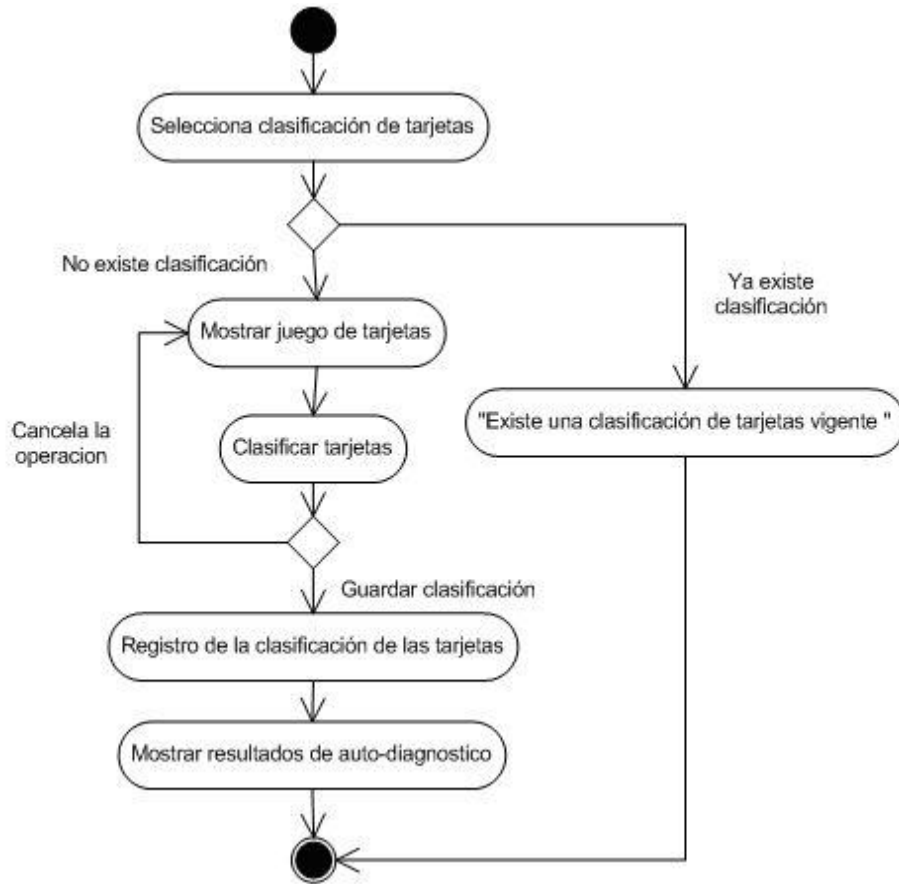 Selecciona clasificación de tarjetas
No existe clasificación
Ya existe
clasificación
Mostrar juego de tarjetas
"Existe una clasificación de tarjetas vigente "
Cancela la
operacion
Clasificar tarjetas
Guardar clasificación
Registro de la clasificación de las tarjetas
Mostrar resultados de auto-diagnostico